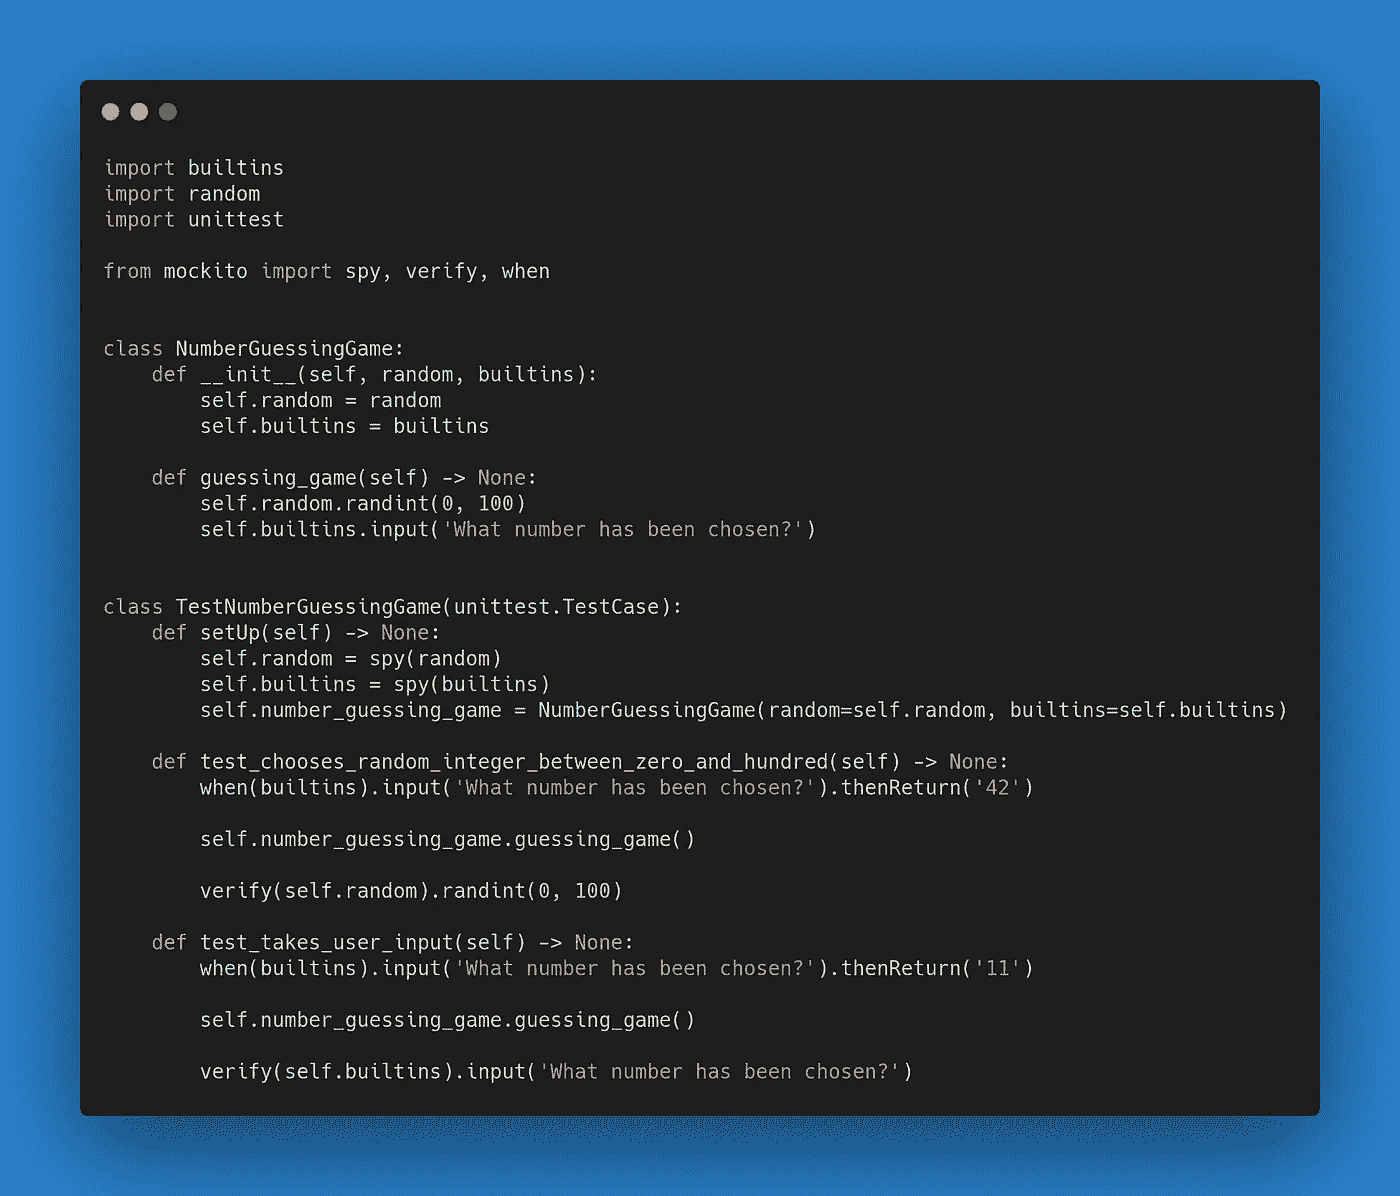 import builtins
import random
import unittest

from mockito import spy, verify, when


class NumberGuessingGame:
    def __init__(self, random, builtins):
        self.random = random
        self.builtins = builtins

    def guessing_game(self) -> None:
        self.random.randint(0, 100)
        self.builtins.input('What number has been chosen?')


class TestNumberGuessingGame(unittest.TestCase):
    def setUp(self) -> None:
        self.random = spy(random)
        self.builtins = spy(builtins)
        self.number_guessing_game = NumberGuessingGame(random=self.random, builtins=self.builtins)

    def test_chooses_random_integer_between_zero_and_hundred(self) -> None:
        when(builtins).input('What number has been chosen?').thenReturn('42')

        self.number_guessing_game.guessing_game()

        verify(self.random).randint(0, 100)

    def test_takes_user_input(self) -> None:
        when(builtins).input('What number has been chosen?').thenReturn('11')

        self.number_guessing_game.guessing_game()

        verify(self.builtins).input('What number has been chosen?')